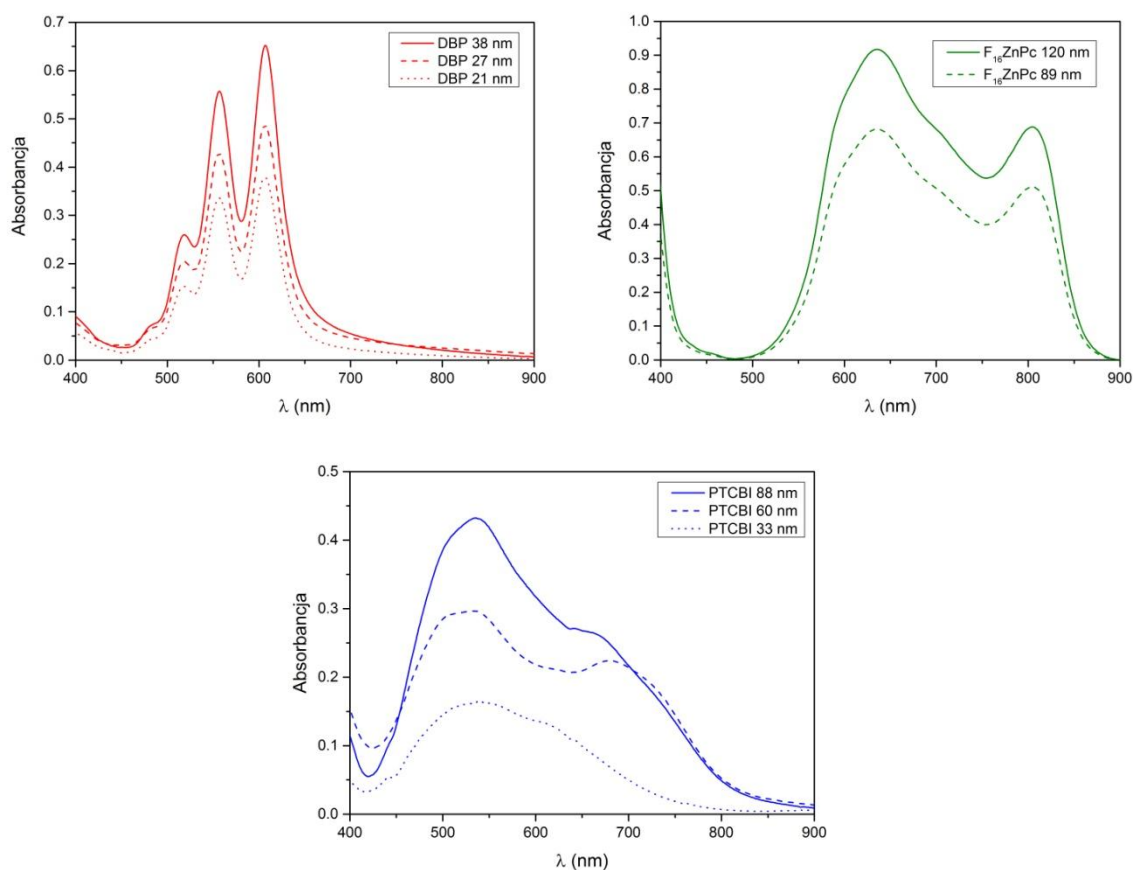 0.7
0.6
0.5
0.4
0.3
0.2
0.1
0.0
400 500 600 700 800 900
Absorbancja
λ (nm)
DBP 38 nm
DBP 27 nm
DBP 21 nm
1.0
0.9
0.8
0.7
0.6
0.5
0.4
0.3
0.2
0.1
0.0
400 500 600 700 800 900
Absorbancja
λ (nm)
F₁₆ZnPc 120 nm
F₁₆ZnPc 89 nm
0.5
0.4
0.3
0.2
0.1
0.0
400 500 600 700 800 900
Absorbancja
λ (nm)
PTCBI 88 nm
PTCBI 60 nm
PTCBI 33 nm